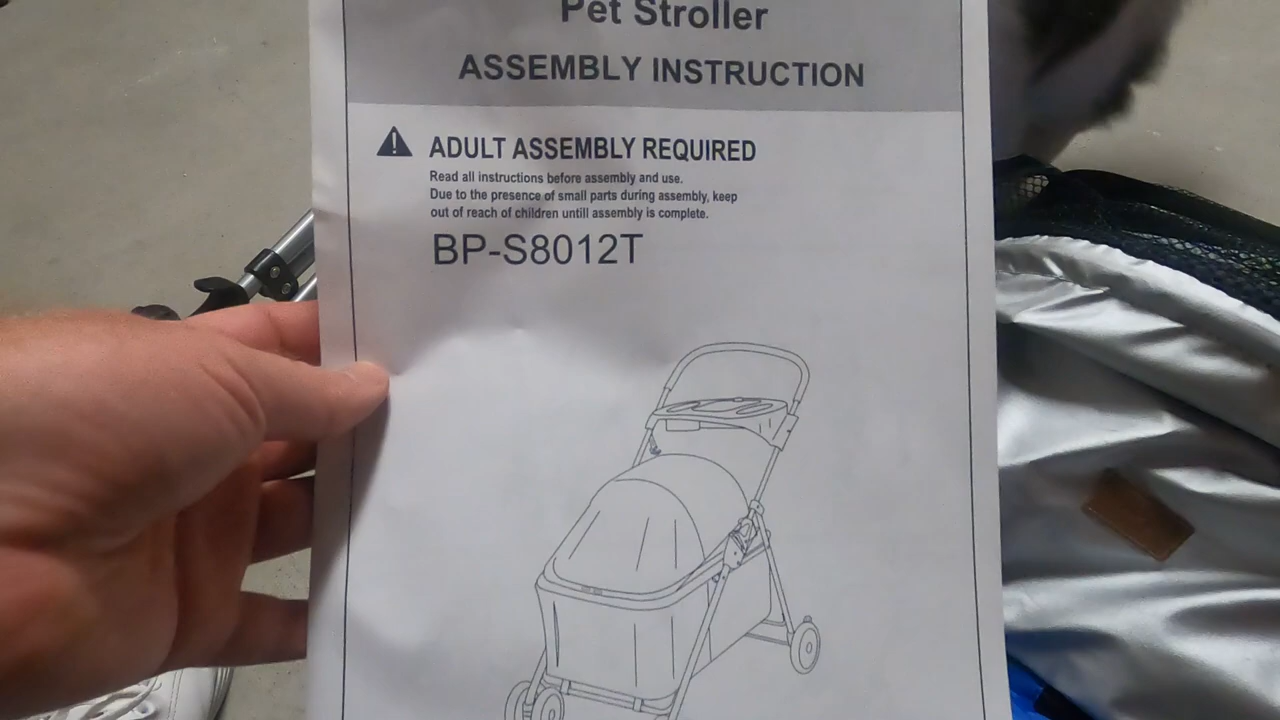 Pet Stroller
ASSEMBLY INSTRUCTION
ADULT ASSEMBLY REQUIRED
Read all instructions before assembly and use.
Due to the presence of small parts during assembly, keep
out of reach of children untill assembly is complete.
BP-S8012T